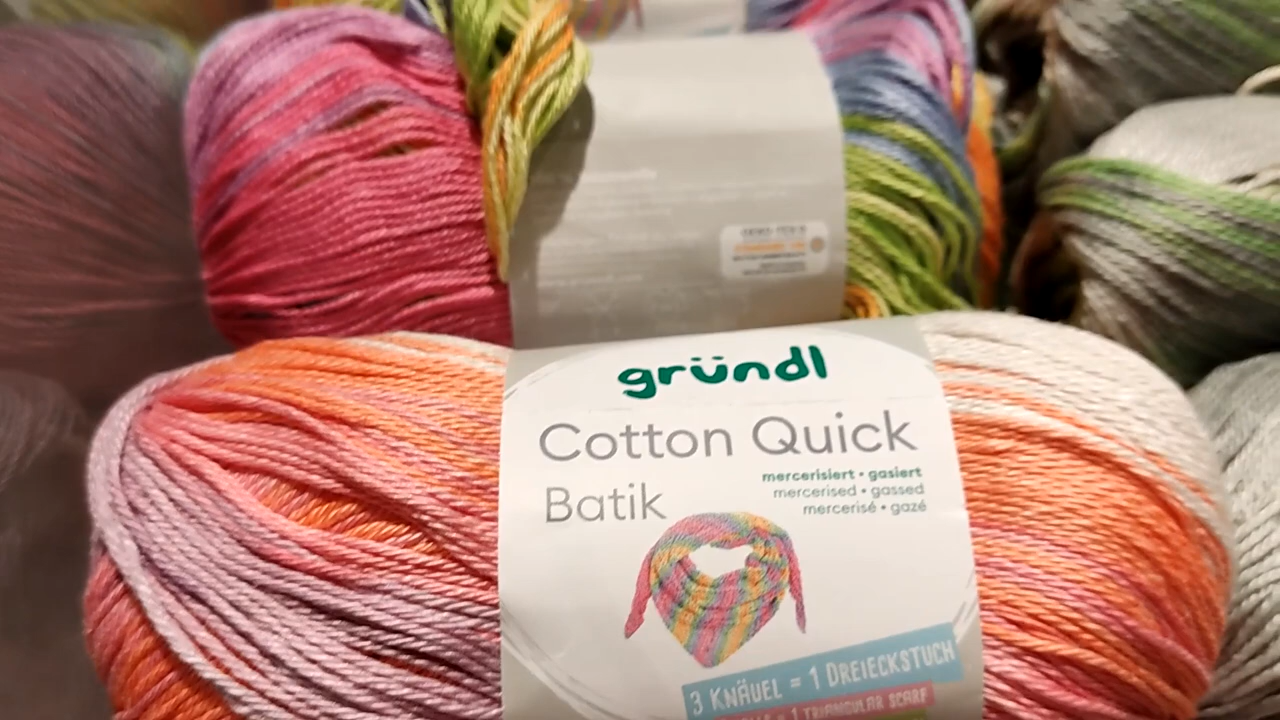 gründl
Cotton Quick
Batik
mercerisiert • gasiert
mercerised • gassed
mercerisé • gazé
3 KNÄUEL = 1 DREIECKSTUCH
= 1 TRIANGULAR SCARF